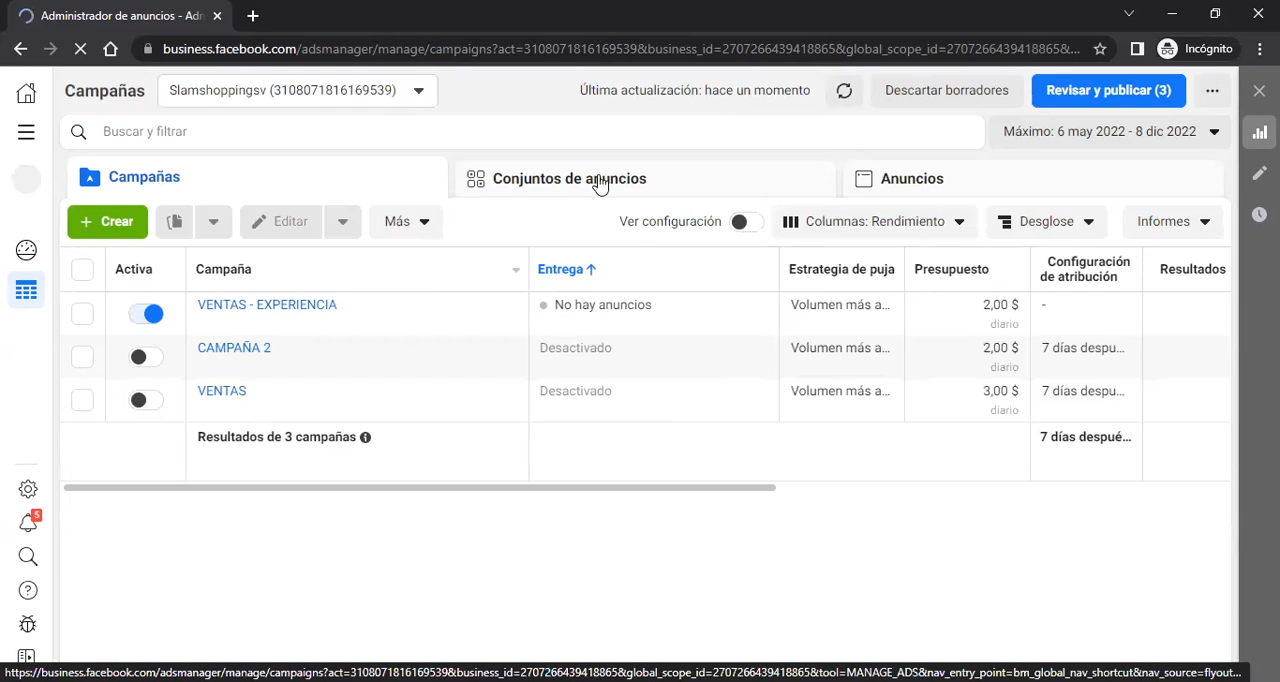 Administrador de anuncios - Adn
business.facebook.com/adsmanager/manage/campaigns?act=3108071816169539&business_id=270726643941865&global_scope_id=270726643941865&...
Incógnito
Campañas
Slamshoppingsv (3108071816169539)
Última actualización: hace un momento
Descartar borradores
Revisar y publicar (3)
Buscar y filtrar
Máximo: 6 may 2022 - 8 dic 2022
Campañas
Conjuntos de anuncios
Anuncios
+ Crear
Editar
Más
Ver configuración
Columnas: Rendimiento
Desglose
Informes
Activa
Campaña
Entrega ↑
Estrategia de puja
Presupuesto
Configuración
de atribución
Resultados
VENTAS - EXPERIENCIA
No hay anuncios
Volumen más a...
2,00 $
-
diario
CAMPAÑA 2
Desactivado
Volumen más a...
2,00 $
7 días despu...
diario
VENTAS
Desactivado
Volumen más a...
3,00 $
7 días despu...
diario
Resultados de 3 campañas
7 días despué...
5
https://business.facebook.com/adsmanager/manage/campaigns?act=3108071816169539&business_id=270726643941865&global_scope_id=270726643941865&tool=MANAGE_ADS&nav_entry_point=bm_global_nav_shortcut&nav_source=flyout...